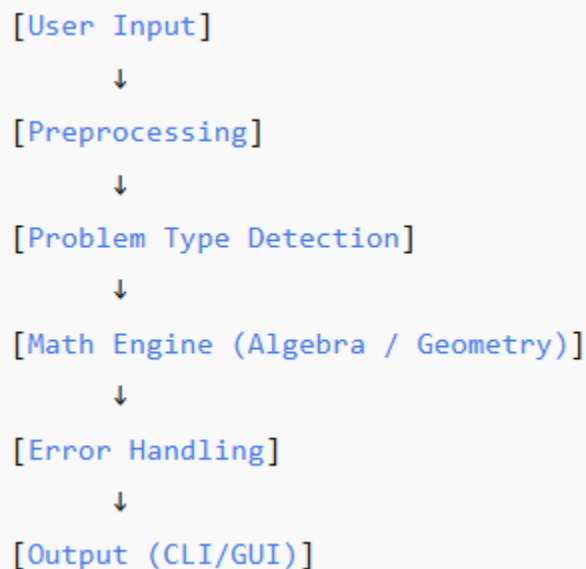 [User Input]
↓
[Preprocessing]
↓
[Problem Type Detection]
↓
[Math Engine (Algebra / Geometry)]
↓
[Error Handling]
↓
[Output (CLI/GUI)]